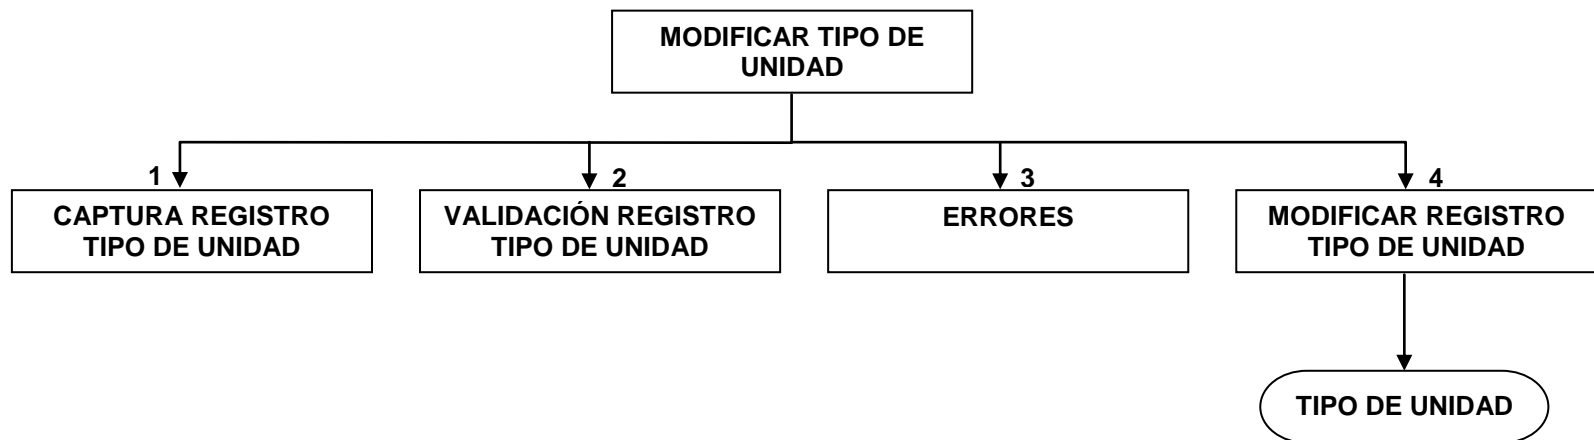 MODIFICAR TIPO DE
UNIDAD
1
2
3
4
CAPTURA REGISTRO
TIPO DE UNIDAD
VALIDACIÓN REGISTRO
TIPO DE UNIDAD
ERRORES
MODIFICAR REGISTRO
TIPO DE UNIDAD
TIPO DE UNIDAD